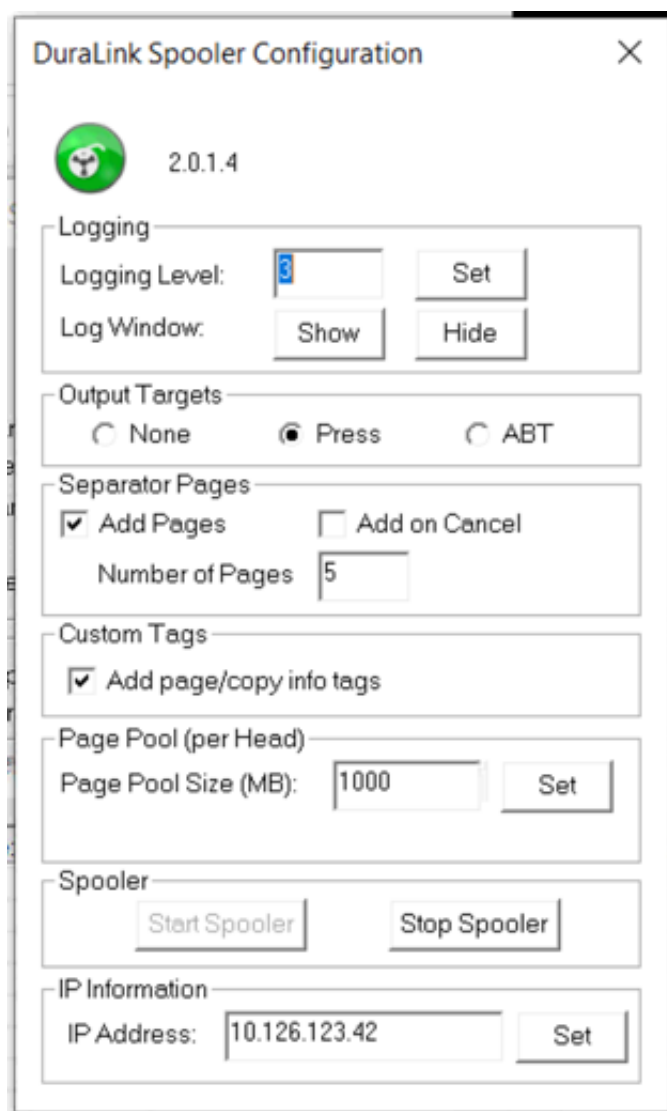 DuraLink Spooler Configuration
2.0.1.4
Logging
Logging Level: 3 Set
Log Window: Show Hide
Output Targets
None Press ABT
Separator Pages
Add Pages Add on Cancel
Number of Pages 5
Custom Tags
Add page/copy info tags
Page Pool (per Head)
Page Pool Size (MB): 1000 Set
Spooler
Start Spooler Stop Spooler
IP Information
IP Address: 10.126.123.42 Set